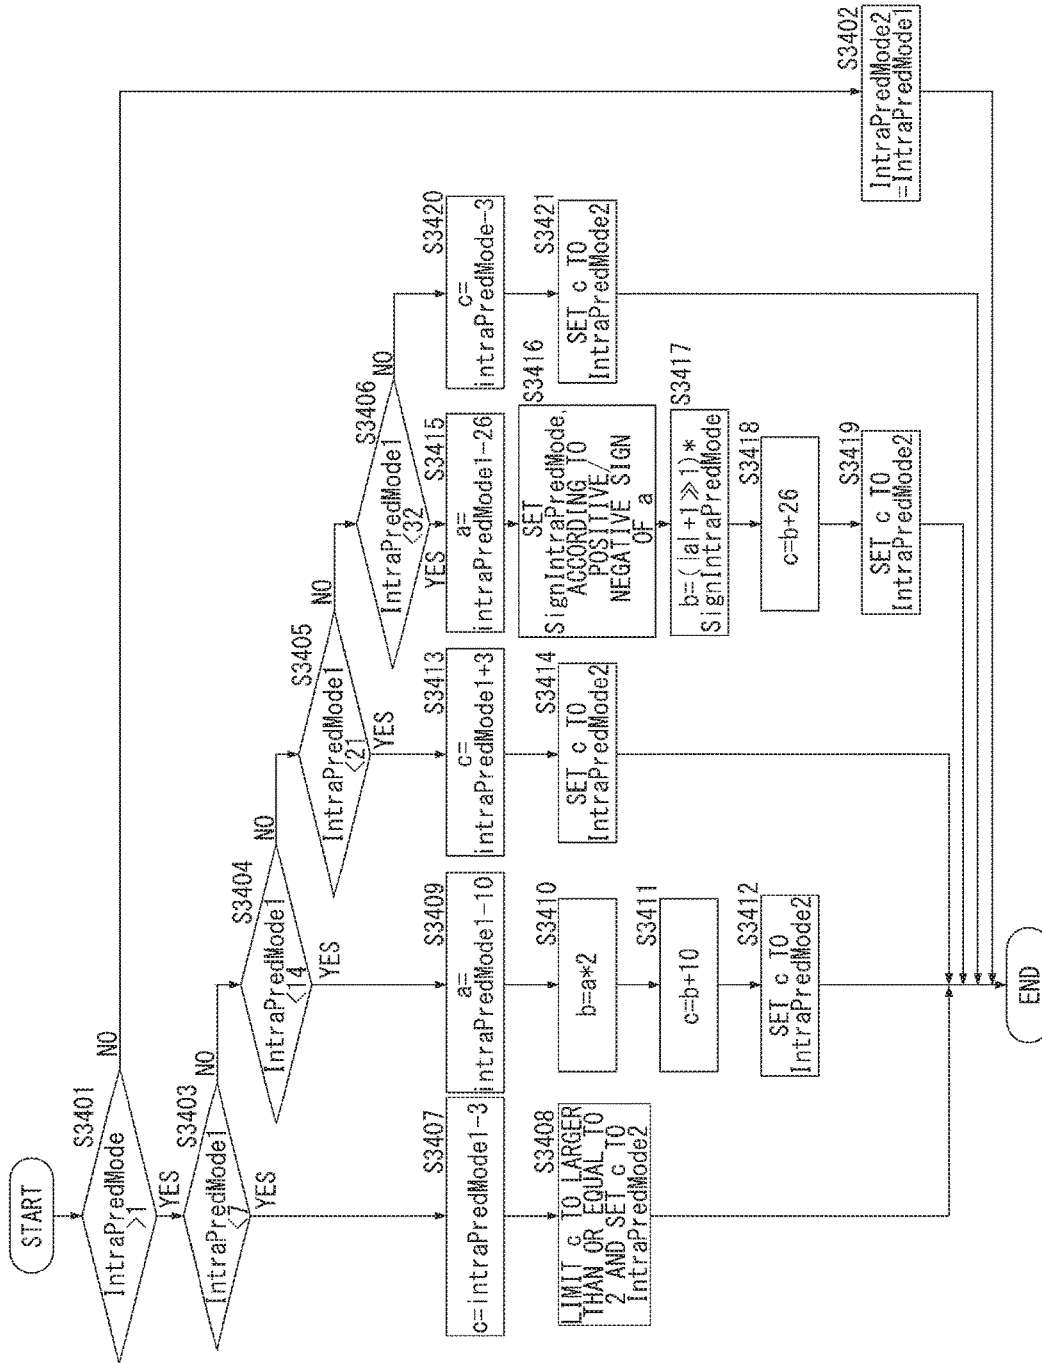 START
S3401
IntraPredMode
>1
NO
YES
S3403
IntraPredMode1
<7
NO
YES
S3404
IntraPredMode1
<14
NO
YES
S3405
IntraPredMode1
<21
NO
YES
S3406
IntraPredMode1
<32
NO
YES
S3407
c=intraPredMode1-3
S3408
LIMIT c TO LARGER
THAN OR EQUAL TO
2 AND SET c TO
IntraPredMode2
S3409
a=
intraPredMode1-10
S3410
b=a*2
S3411
c=b+10
S3412
SET c TO
IntraPredMode2
S3413
c=
intraPredMode1+3
S3414
SET c TO
IntraPredMode2
S3415
a=
intraPredMode1-26
S3416
SET
SignIntraPredMode,
ACCORDING TO
POSITIVE/
NEGATIVE SIGN
OF a
S3417
b=(|a|+1≫1)*
SignIntraPredMode
S3418
c=b+26
S3419
SET c TO
IntraPredMode2
S3420
c=
intraPredMode-3
S3421
SET c TO
IntraPredMode2
S3402
IntraPredMode2
=IntraPredMode1
END